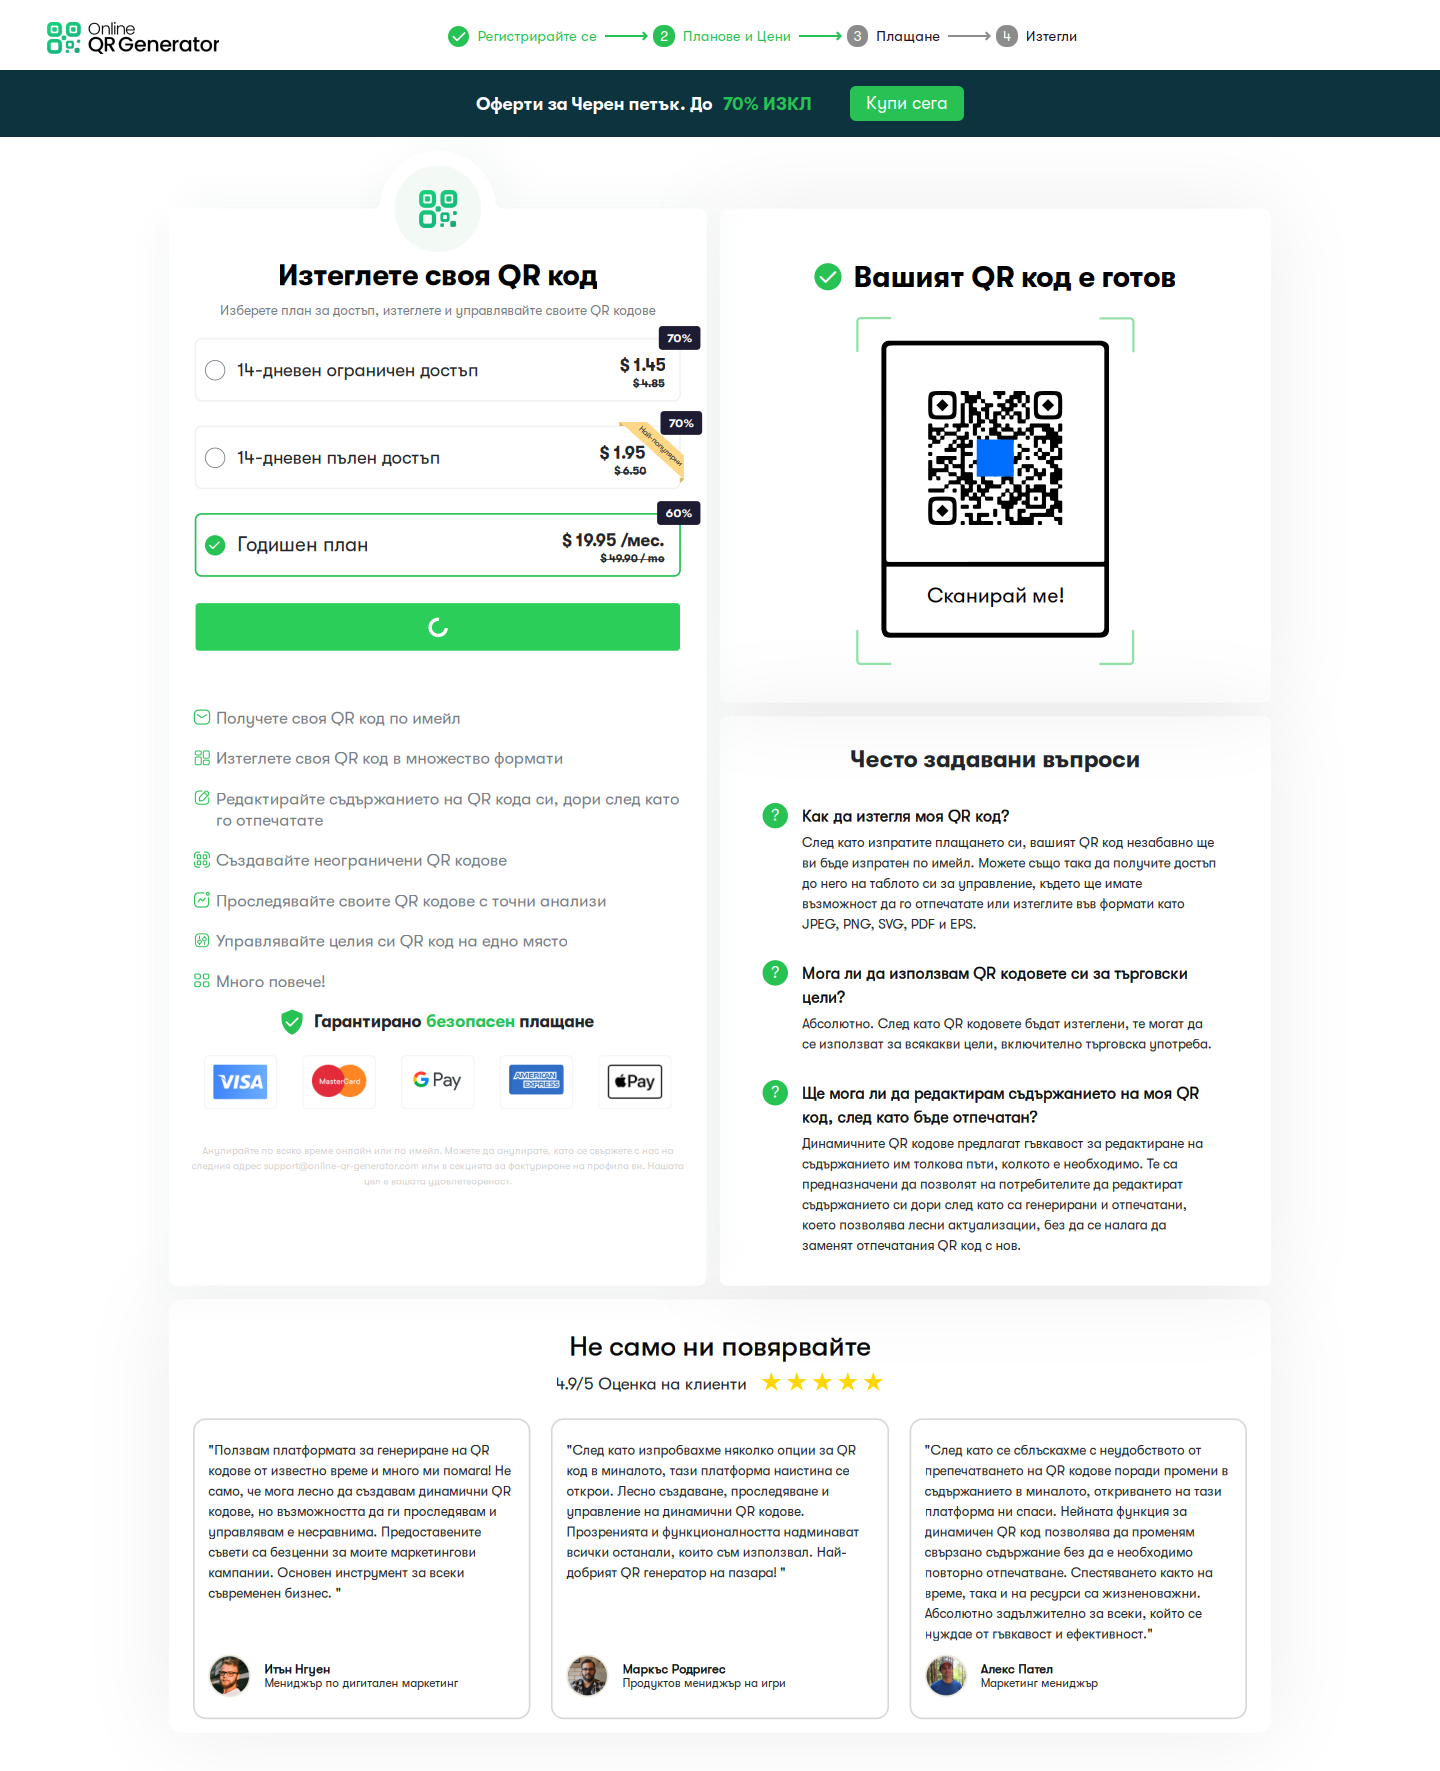 Online
QR Generator
Регистрирайте се
2 Планове и Цени
3 Плащане
4 Изтегли
Оферти за Черен петък. До 70% ИЗКЛ
Купи сега
Изтеглете своя QR код
Изберете план за достъп, изтеглете и управлявайте своите QR кодове
70%
14-дневен ограничен достъп
$ 1.45
$ 4.85
70%
Най-популярни
14-дневен пълен достъп
$ 1.95
$ 6.50
60%
Годишен план
$ 19.95 /мес.
$ 49.90 / mo
Получете своя QR код по имейл
Изтеглете своя QR код в множество формати
Редактирайте съдържанието на QR кода си, дори след като
го отпечатате
Създавайте неограничени QR кодове
Проследявайте своите QR кодове с точни анализи
Управлявайте целия си QR код на едно място
Много повече!
Гарантирано безопасен плащане
VISA
MasterCard
G Pay
AMERICAN
EXPRESS
Pay
Анулирайте по всяко време онлайн или по имейл. Можете да анулирате, като се свържете с нас на
следния адрес support@online-qr-generator.com или в секцията за фактуриране на профила ви. Нашата
цел е вашата удовлетвореност.
Вашият QR код е готов
Сканирай ме!
Често задавани въпроси
? Как да изтегля моя QR код?
След като изпратите плащането си, вашият QR код незабавно ще
ви бъде изпратен по имейл. Можете също така да получите достъп
до него на таблото си за управление, където ще имате
възможност да го отпечатате или изтеглите във формати като
JPEG, PNG, SVG, PDF и EPS.
? Мога ли да използвам QR кодовете си за търговски
цели?
Абсолютно. След като QR кодовете бъдат изтеглени, те могат да
се използват за всякакви цели, включително търговска употреба.
? Ще мога ли да редактирам съдържанието на моя QR
код, след като бъде отпечатан?
Динамичните QR кодове предлагат гъвкавост за редактиране на
съдържанието им толкова пъти, колкото е необходимо. Те са
предназначени да позволят на потребителите да редактират
съдържанието си дори след като са генерирани и отпечатани,
което позволява лесни актуализации, без да се налага да
заменят отпечатания QR код с нов.
Не само ни повярвайте
4.9/5 Оценка на клиенти
"Ползвам платформата за генериране на QR
кодове от известно време и много ми помага! Не
само, че мога лесно да създавам динамични QR
кодове, но възможността да ги проследявам и
управлявам е несравнима. Предоставените
съвети са безценни за моите маркетингови
кампании. Основен инструмент за всеки
съвременен бизнес. "
Итън Нгуен
Мениджър по дигитален маркетинг
"След като изпробвахме няколко опции за QR
код в миналото, тази платформа наистина се
открои. Лесно създаване, проследяване и
управление на динамични QR кодове.
Прозренията и функционалността надминават
всички останали, които съм използвал. Най-
добрият QR генератор на пазара! "
Маркъс Родригес
Продуктов мениджър на игри
"След като се сблъскахме с неудобството от
препечатването на QR кодове поради промени в
съдържанието в миналото, откриването на тази
платформа ни спаси. Нейната функция за
динамичен QR код позволява да променям
свързано съдържание без да е необходимо
повторно отпечатване. Спестяването както на
време, така и на ресурси са жизненоважни.
Абсолютно задължително за всеки, който се
нуждае от гъвкавост и ефективност."
Алекс Пател
Маркетинг мениджър